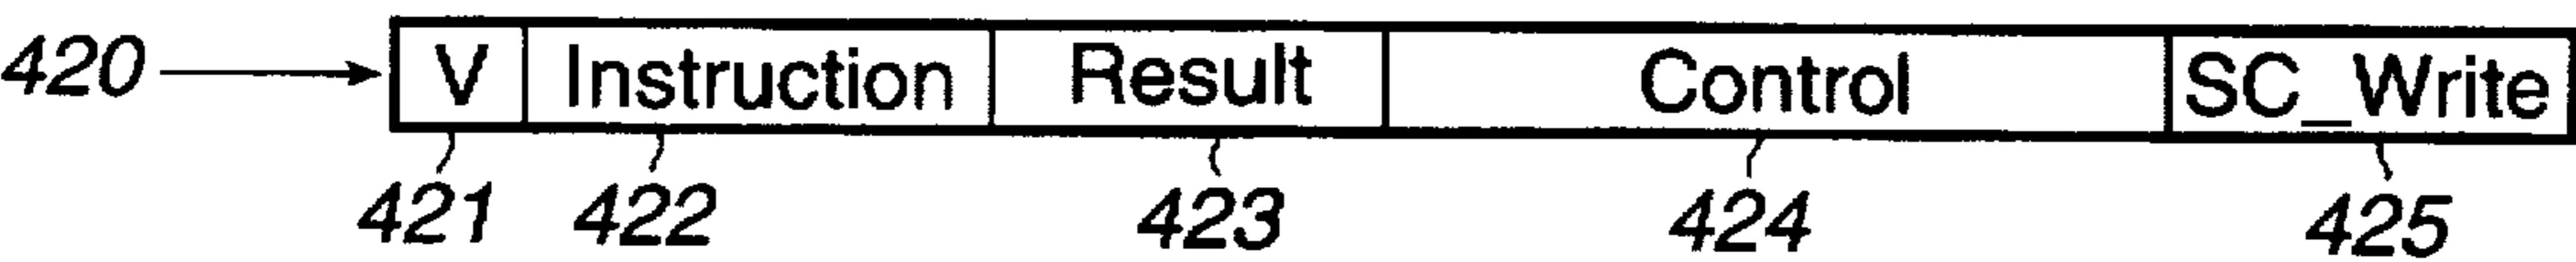 420 V Instruction Result Control SC_Write
421 422 423 424 425